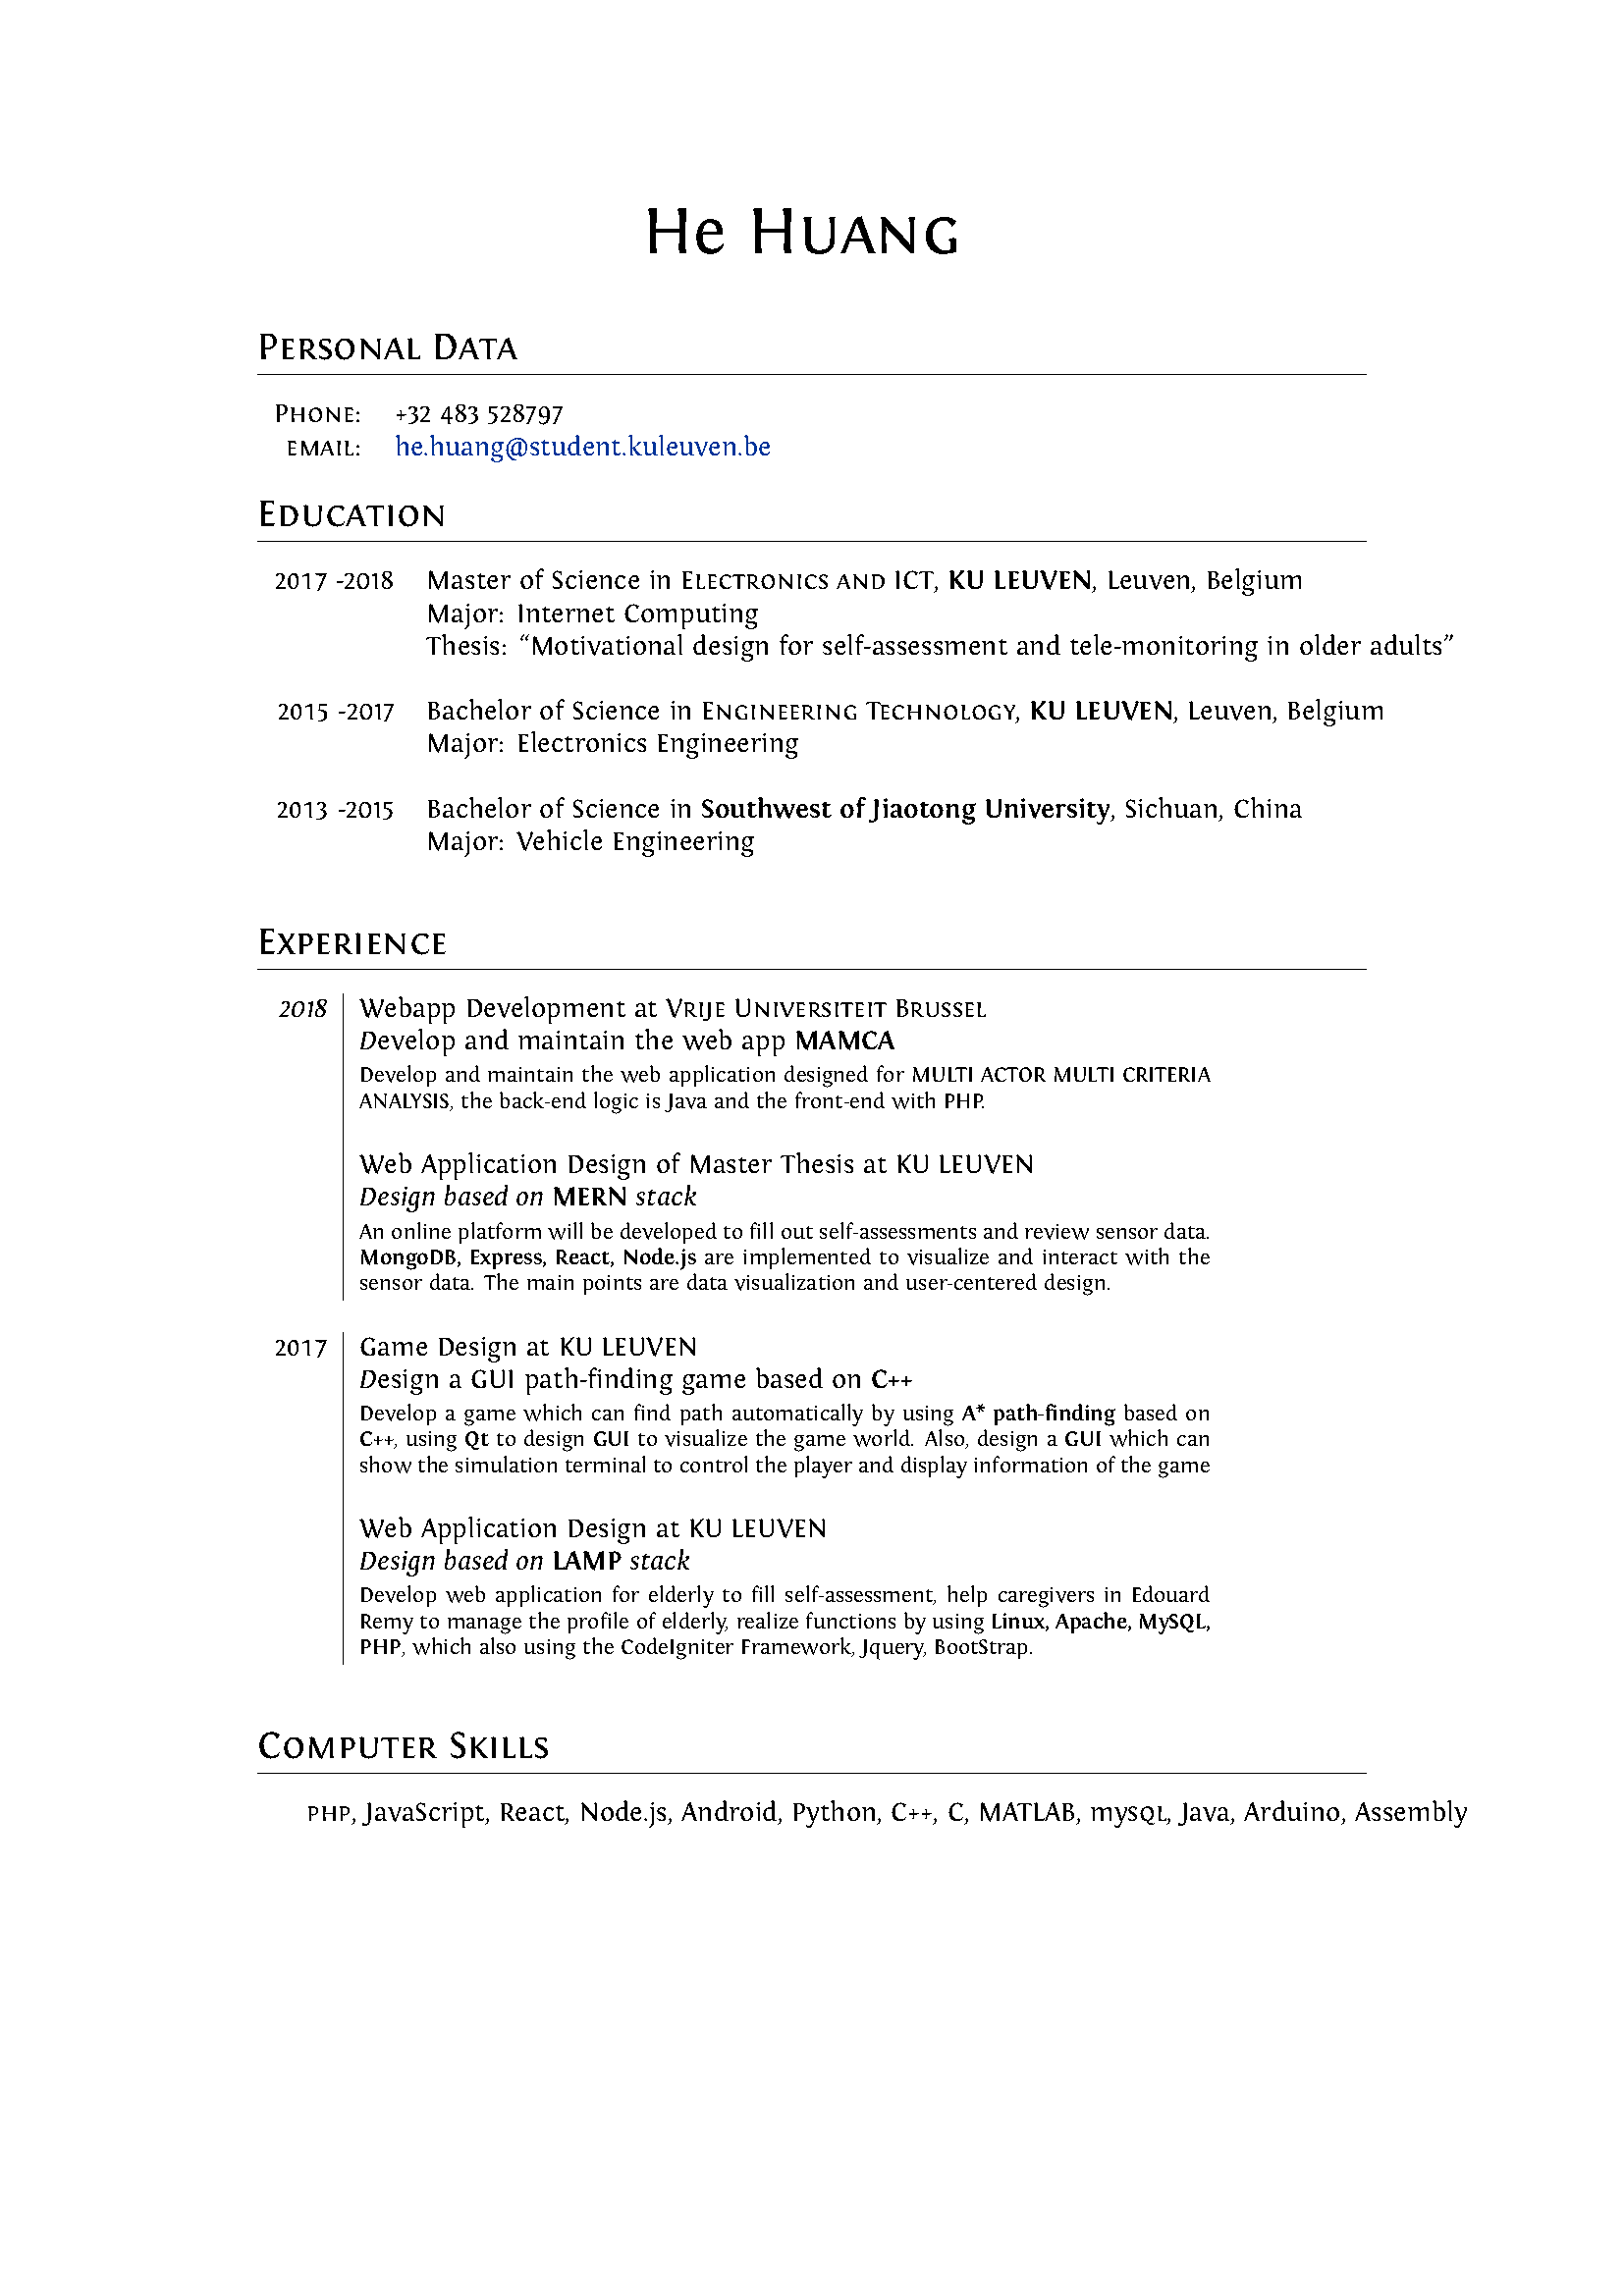 He Huang
Personal Data
Phone: +32 483 528797
email: he.huang@student.kuleuven.be
Education
2017 -2018 Master of Science in Electronics and ICT, KU LEUVEN, Leuven, Belgium
Major: Internet Computing
Thesis: “Motivational design for self-assessment and tele-monitoring in older adults”
2015 -2017 Bachelor of Science in Engineering Technology, KU LEUVEN, Leuven, Belgium
Major: Electronics Engineering
2013 -2015 Bachelor of Science in Southwest of Jiaotong University, Sichuan, China
Major: Vehicle Engineering
Experience
2018 Webapp Development at Vrije Universiteit Brussel
Develop and maintain the web app MAMCA
Develop and maintain the web application designed for MULTI ACTOR MULTI CRITERIA
ANALYSIS, the back-end logic is Java and the front-end with PHP.
Web Application Design of Master Thesis at KU LEUVEN
Design based on MERN stack
An online platform will be developed to fill out self-assessments and review sensor data.
MongoDB, Express, React, Node.js are implemented to visualize and interact with the
sensor data. The main points are data visualization and user-centered design.
2017 Game Design at KU LEUVEN
Design a GUI path-finding game based on C++
Develop a game which can find path automatically by using A* path-finding based on
C++, using Qt to design GUI to visualize the game world. Also, design a GUI which can
show the simulation terminal to control the player and display information of the game
Web Application Design at KU LEUVEN
Design based on LAMP stack
Develop web application for elderly to fill self-assessment, help caregivers in Edouard
Remy to manage the profile of elderly, realize functions by using Linux, Apache, MySQL,
PHP, which also using the CodeIgniter Framework, Jquery, BootStrap.
Computer Skills
php, JavaScript, React, Node.js, Android, Python, C++, C, MATLAB, mysql, Java, Arduino, Assembly